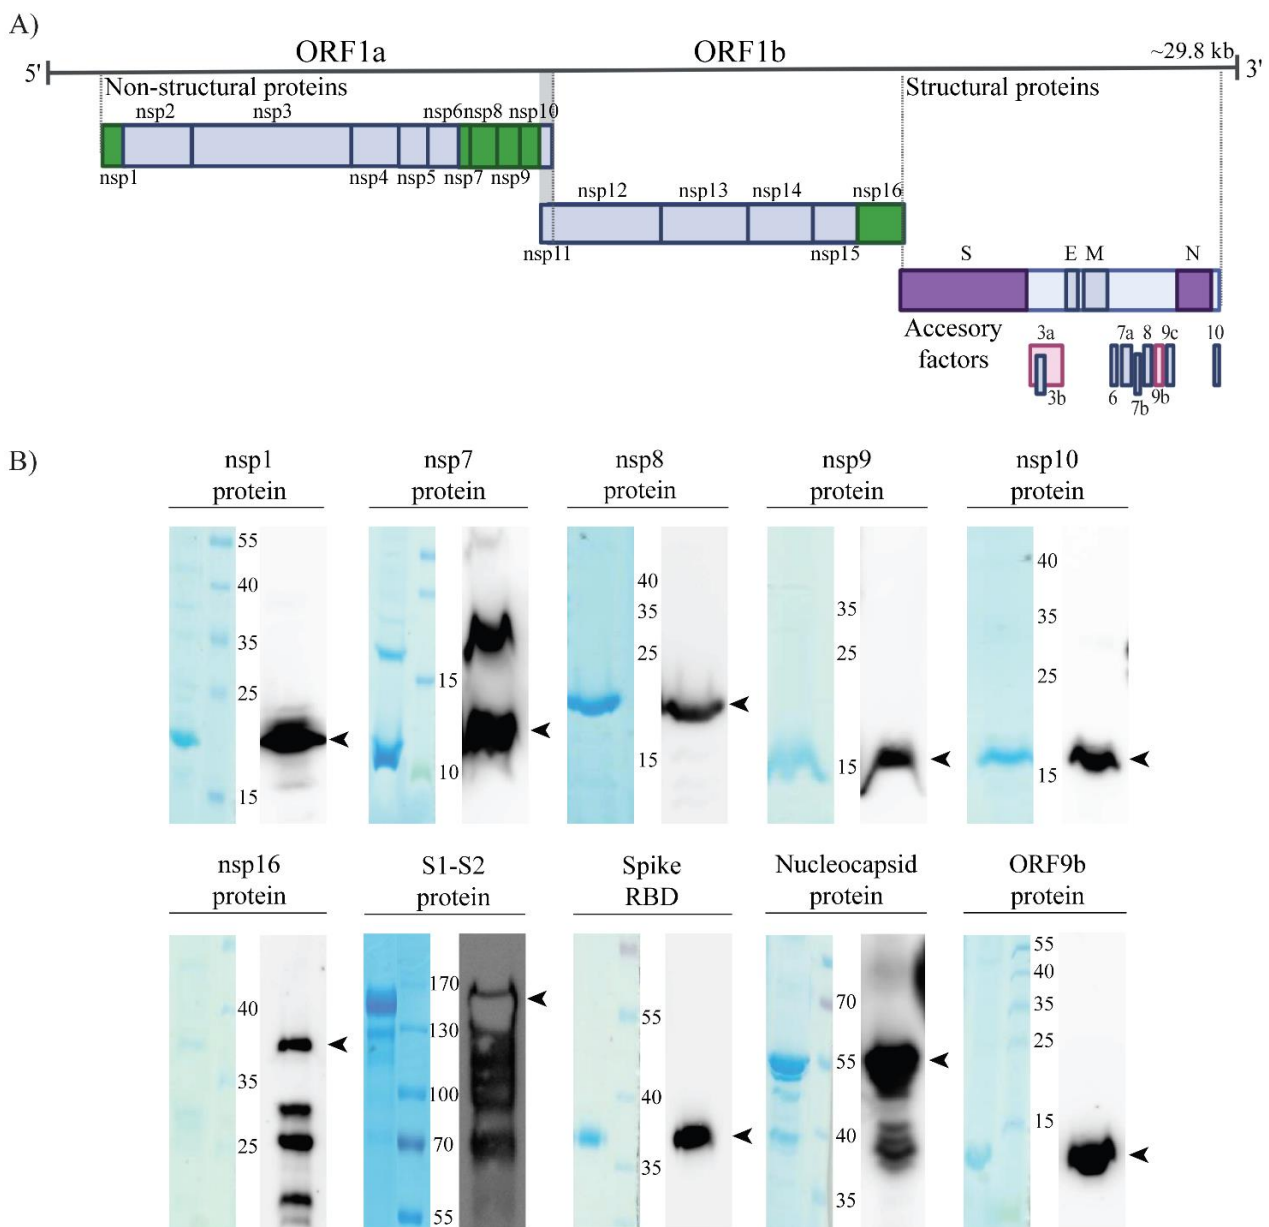 A)
ORF1a ORF1b ~29.8 kb
5' 3'
Non-structural proteins Structural proteins
nsp2 nsp3 nsp6 nsp8 nsp10
nsp1 nsp4 nsp5 nsp7 nsp9
nsp12 nsp13 nsp14 nsp16
nsp11 nsp15
S E M N
Accesory
factors
3a 7a 8 9c 10
3b 6 7b 9b
B)
nsp1 nsp7 nsp8 nsp9 nsp10
protein protein protein protein protein
55
40
35
25
15
15
10
40
35
25
15
35
25
15
40
35
25
15
nsp16 S1-S2 Spike Nucleocapsid ORF9b
protein protein RBD protein protein
40
35
25
170
130
100
70
55
55
40
35
70
55
40
35
55
40
35
25
15